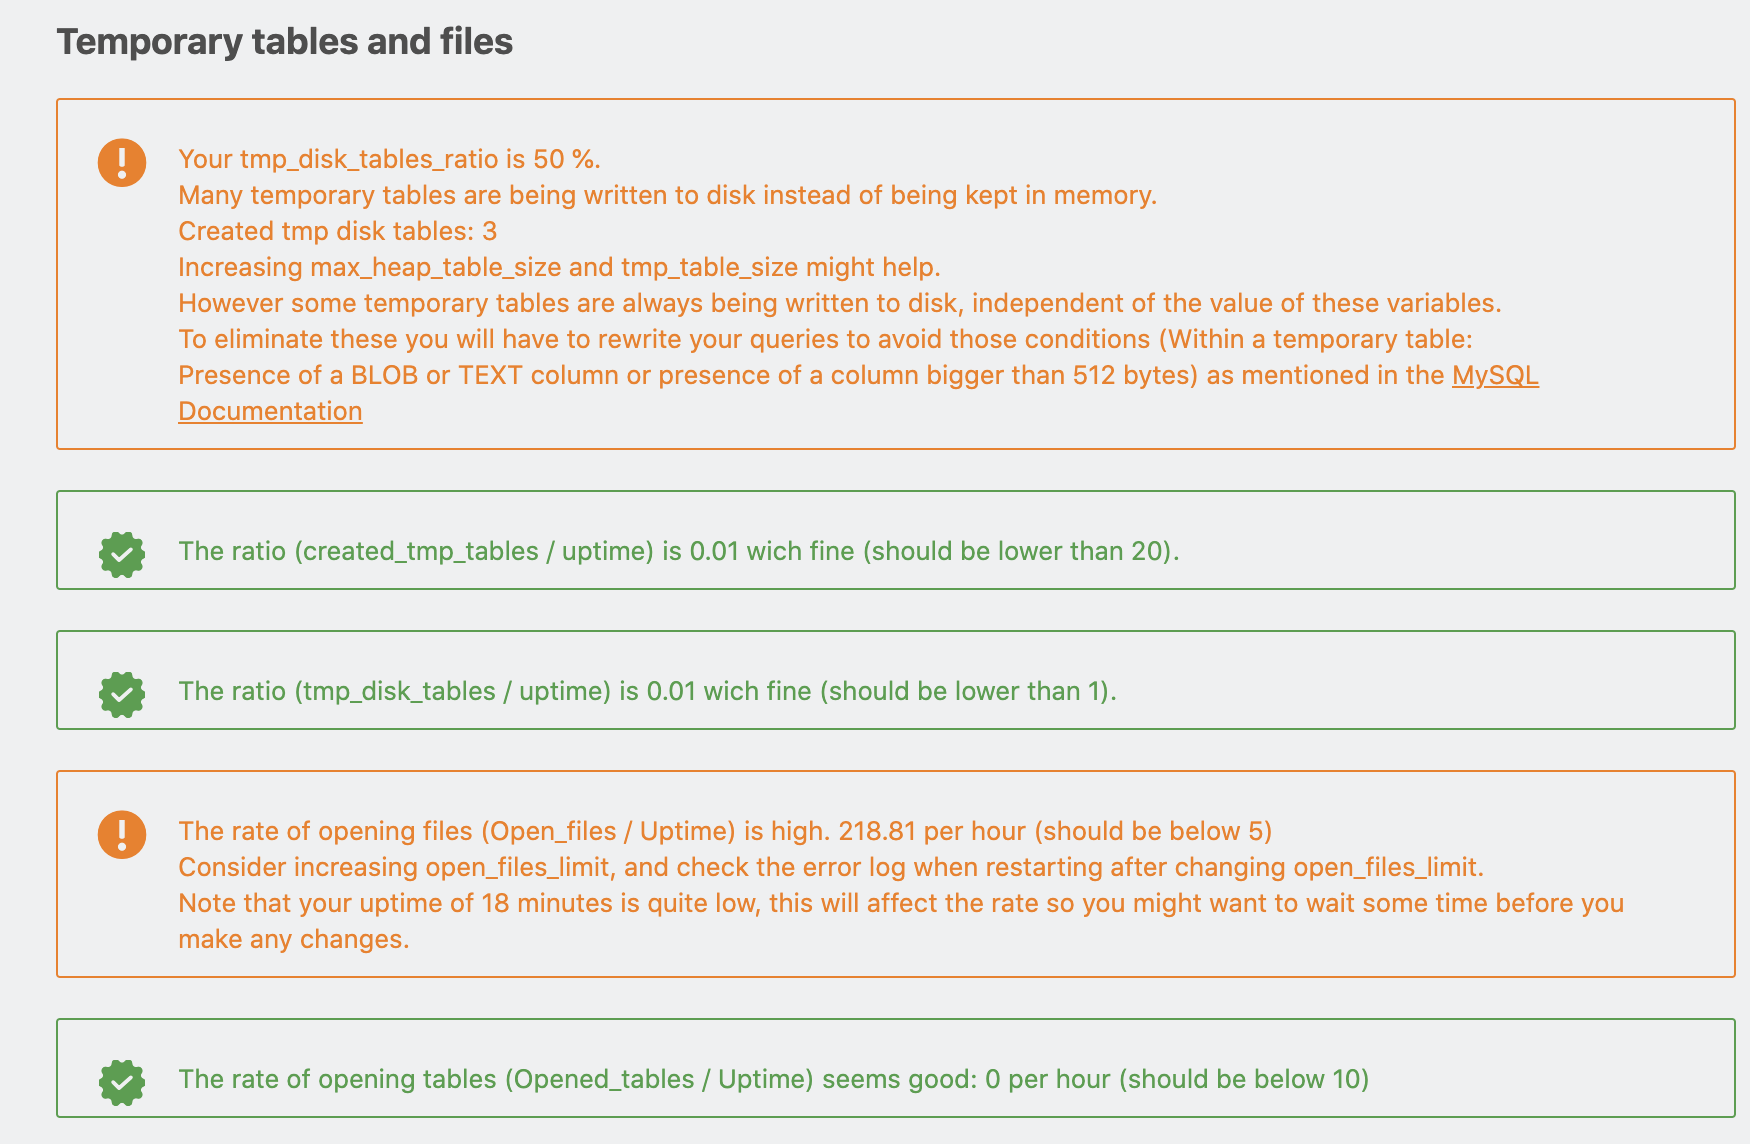 Temporary tables and files
Your tmp_disk_tables_ratio is 50 %.
Many temporary tables are being written to disk instead of being kept in memory.
Created tmp disk tables: 3
Increasing max_heap_table_size and tmp_table_size might help.
However some temporary tables are always being written to disk, independent of the value of these variables.
To eliminate these you will have to rewrite your queries to avoid those conditions (Within a temporary table:
Presence of a BLOB or TEXT column or presence of a column bigger than 512 bytes) as mentioned in the MySQL
Documentation
The ratio (created_tmp_tables / uptime) is 0.01 wich fine (should be lower than 20).
The ratio (tmp_disk_tables / uptime) is 0.01 wich fine (should be lower than 1).
The rate of opening files (Open_files / Uptime) is high. 218.81 per hour (should be below 5)
Consider increasing open_files_limit, and check the error log when restarting after changing open_files_limit.
Note that your uptime of 18 minutes is quite low, this will affect the rate so you might want to wait some time before you
make any changes.
The rate of opening tables (Opened_tables / Uptime) seems good: 0 per hour (should be below 10)